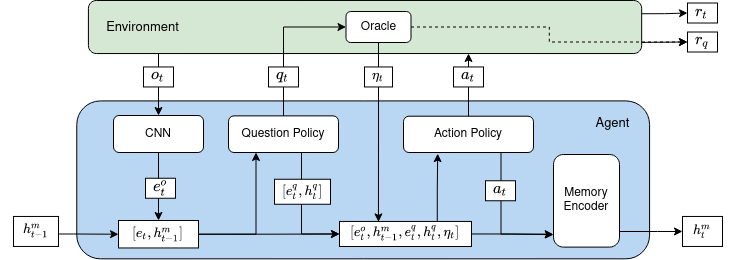 Environment
Oracle
r_t
r_q
o_t
q_t
η_t
a_t
CNN
Question Policy
Action Policy
Agent
e_t^o
[e_t^q, h_t^q]
a_t
Memory
Encoder
h_{t-1}^m
[e_t, h_{t-1}^m]
[e_t^o, h_{t-1}^m, e_t^q, h_t^q, η_t]
h_t^m